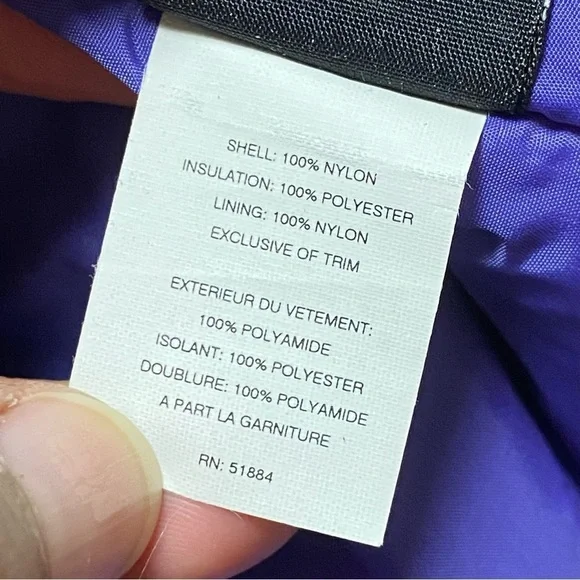 SHELL: 100% NYLON
INSULATION: 100% POLYESTER
LINING: 100% NYLON
EXCLUSIVE OF TRIM
EXTERIEUR DU VETEMENT:
100% POLYAMIDE
ISOLANT: 100% POLYESTER
DOUBLURE: 100% POLYAMIDE
A PART LA GARNITURE
RN: 51884